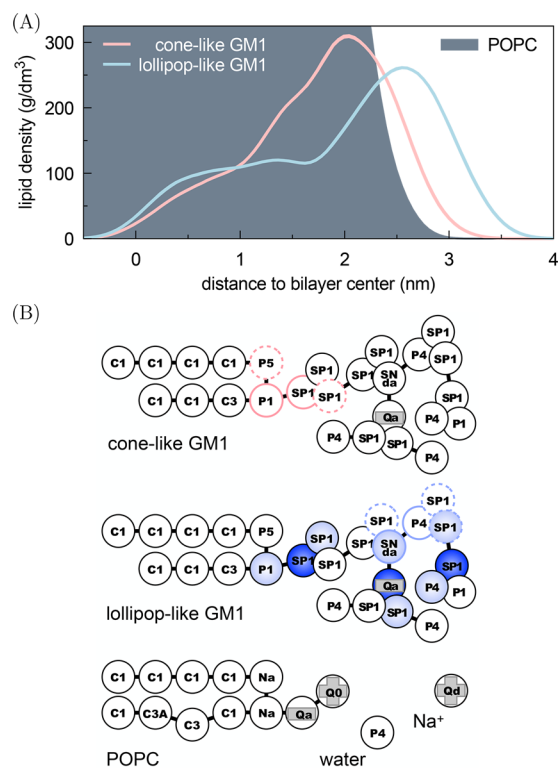 (A)
300
200
100
0
lipid density (g/dm³)
cone-like GM1
lollipop-like GM1
POPC
0 1 2 3 4
distance to bilayer center (nm)
(B)
SP1
SP1 P4 SP1
C1 C1 C1 C1 P5 SP1 SP1 SN
da
C1 C1 C3 P1 SP1 SP1 SP1
Qa P4 P1
P4 SP1 SP1
P4
cone-like GM1
SP1
SP1 P4 SP1
C1 C1 C1 C1 P5 SP1 SP1 SN
da
C1 C1 C3 P1 SP1 SP1 SP1
Qa P4 P1
P4 SP1 SP1
P4
lollipop-like GM1
C1 C1 C1 C1 Na Q0 Qd
C1 C3A C3 C1 Na Qa
Na⁺
P4
POPC
water